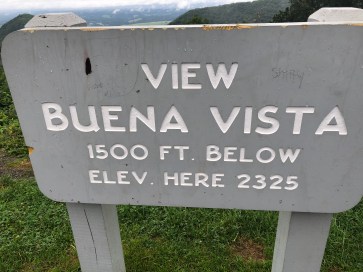 VIEW
BUENA VISTA
1500 FT. BELOW
ELEV. HERE 2325